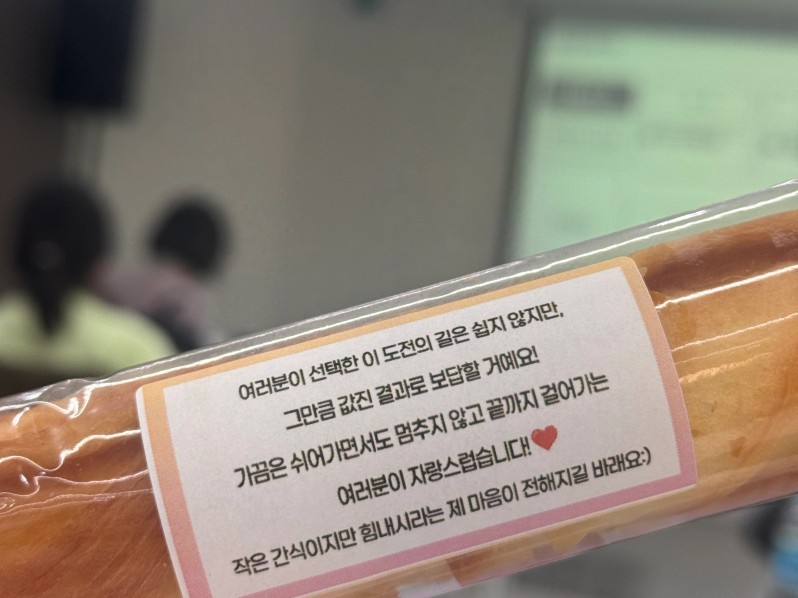 여러분이 선택한 이 도전의 길은 쉽지 않지만,
그만큼 값진 결과로 보답할 거예요!
가끔은 쉬어가면서도 멈추지 않고 끝까지 걸어가는
여러분이 자랑스럽습니다!❤️
작은 간식이지만 힘내시라는 제 마음이 전해지길 바래요:)